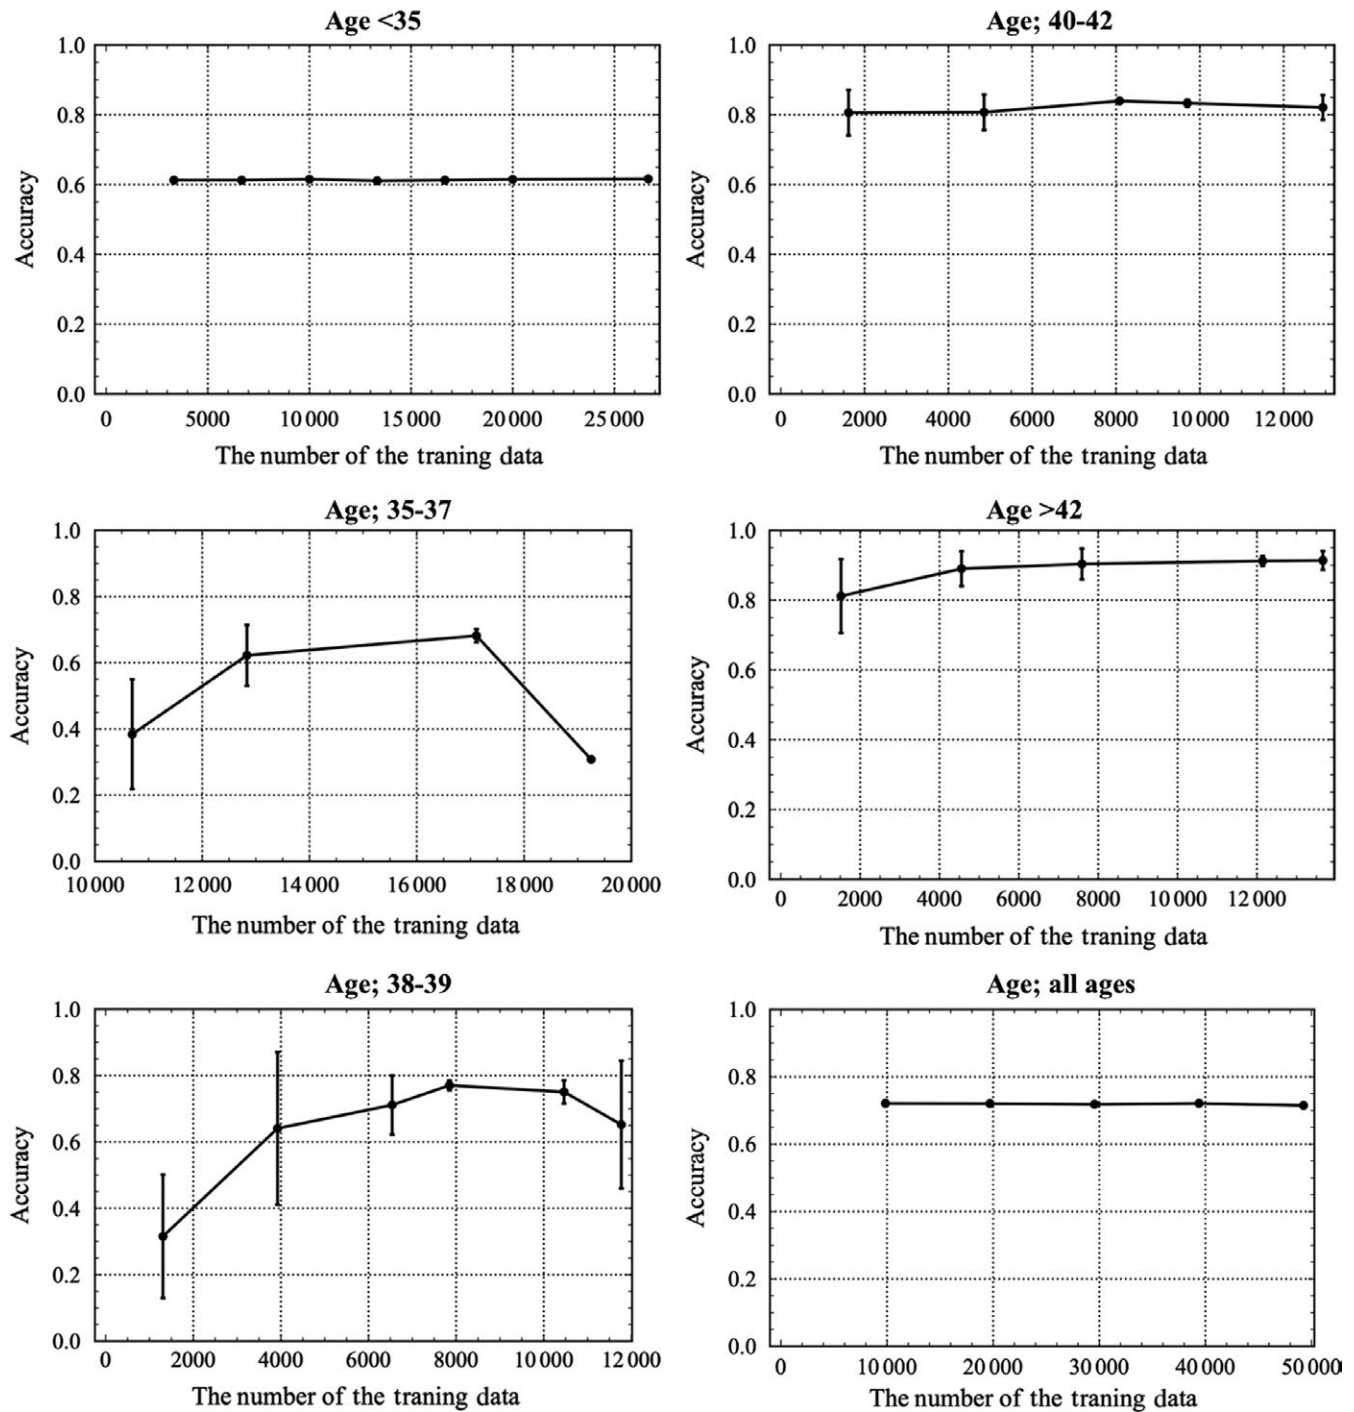 Age <35
1.0
0.8
0.6
0.4
0.2
0.0
Accuracy
0 5000 10 000 15 000 20 000 25 000
The number of the traning data
Age; 40-42
1.0
0.8
0.6
0.4
0.2
0.0
Accuracy
0 2000 4000 6000 8000 10 000 12 000
The number of the traning data
Age; 35-37
1.0
0.8
0.6
0.4
0.2
0.0
Accuracy
10 000 12 000 14 000 16 000 18 000 20 000
The number of the traning data
Age >42
1.0
0.8
0.6
0.4
0.2
0.0
Accuracy
0 2000 4000 6000 8000 10 000 12 000
The number of the traning data
Age; 38-39
1.0
0.8
0.6
0.4
0.2
0.0
Accuracy
0 2000 4000 6000 8000 10 000 12 000
The number of the traning data
Age; all ages
1.0
0.8
0.6
0.4
0.2
0.0
Accuracy
0 10 000 20 000 30 000 40 000 50 000
The number of the traning data